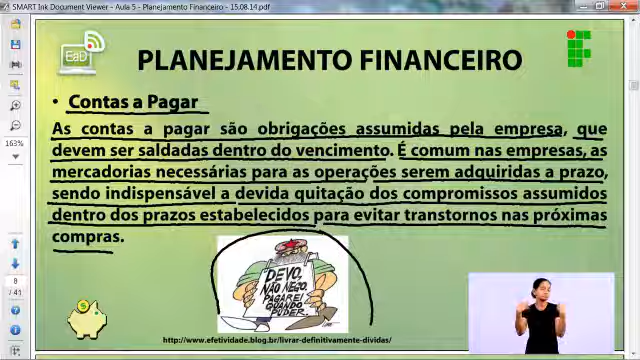 SMART Ink Document Viewer - Aula 5 - Planejamento Financeiro - 15.08.14.pdf
EaD
PLANEJAMENTO FINANCEIRO
• Contas a Pagar
As contas a pagar são obrigações assumidas pela empresa, que
devem ser saldadas dentro do vencimento. É comum nas empresas, as
mercadorias necessárias para as operações serem adquiridas a prazo,
sendo indispensável a devida quitação dos compromissos assumidos
dentro dos prazos estabelecidos para evitar transtornos nas próximas
compras.
163%
8
DEVO,
NÃO NEGO.
PAGAREI
QUANDO
PUDER.
http://www.efetividade.blog.br/livrar-definitivamente-dividas/